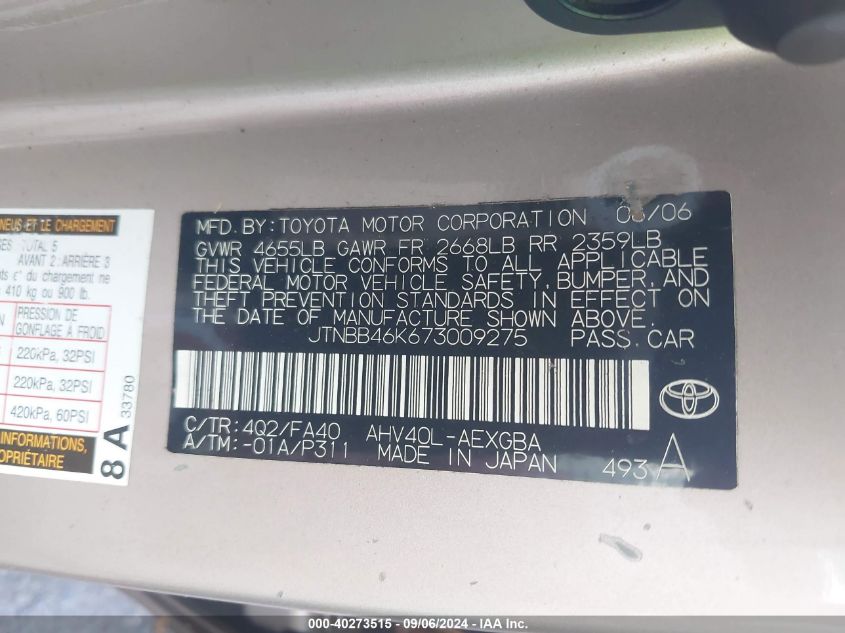 NEUS ET LE CHARGEMENT
TOTAL 5
AVANT 2: ARRIÈRE 3
du chargement ne
410 kg ou 900 lb.
PRESSION DE
GONFLAGE À FROID
220kPa, 32PSI
220kPa, 32PSI
420kPa, 60PSI
INFORMATIONS,
PROPRIÉTAIRE
8 A 33780
MFD. BY: TOYOTA MOTOR CORPORATION /06
GVWR 4655LB GAWR FR 2668LB RR 2359LB
THIS VEHICLE CONFORMS TO ALL APPLICABLE
FEDERAL MOTOR VEHICLE SAFETY, BUMPER, AND
THEFT PREVENTION STANDARDS IN EFFECT ON
THE DATE OF MANUFACTURE SHOWN ABOVE.
JTNBB46K673009275 PASS. CAR
C/TR: 4Q2/FA40 AHV40L-AEXGBA
A/TM: -01A/P311 MADE IN JAPAN 493 A
000-40273515 - 09/06/2024 - IAA Inc.